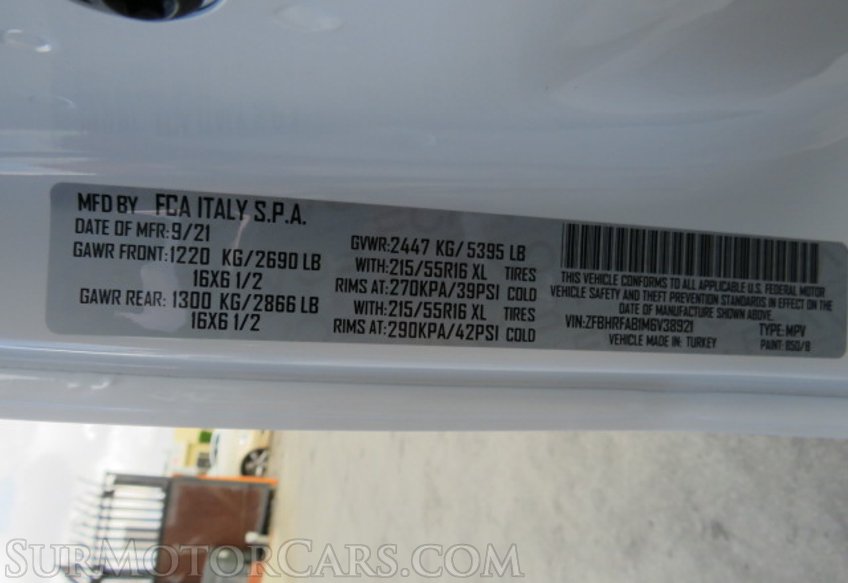 MFD BY FCA ITALY S.P.A.
DATE OF MFR: 9/21
GAWR FRONT: 1220 KG/2690 LB
16X6 1/2
GAWR REAR: 1300 KG/2866 LB
16X6 1/2
GVWR: 2447 KG/ 5395 LB
WITH: 215/55R16 XL TIRES
RIMS AT: 270KPA/39PSI COLD
WITH: 215/55R16 XL TIRES
RIMS AT: 290KPA/42PSI COLD
THIS VEHICLE CONFORMS TO ALL APPLICABLE U.S. FEDERAL MOTOR
VEHICLE SAFETY AND THEFT PREVENTION STANDARDS IN EFFECT ON THE
DATE OF MANUFACTURE SHOWN ABOVE.
VIN: ZFBHRFAB1M6V38921 TYPE: MPV
VEHICLE MADE IN: TURKEY PAINT: 650/B
SURMOTORCARS.COM